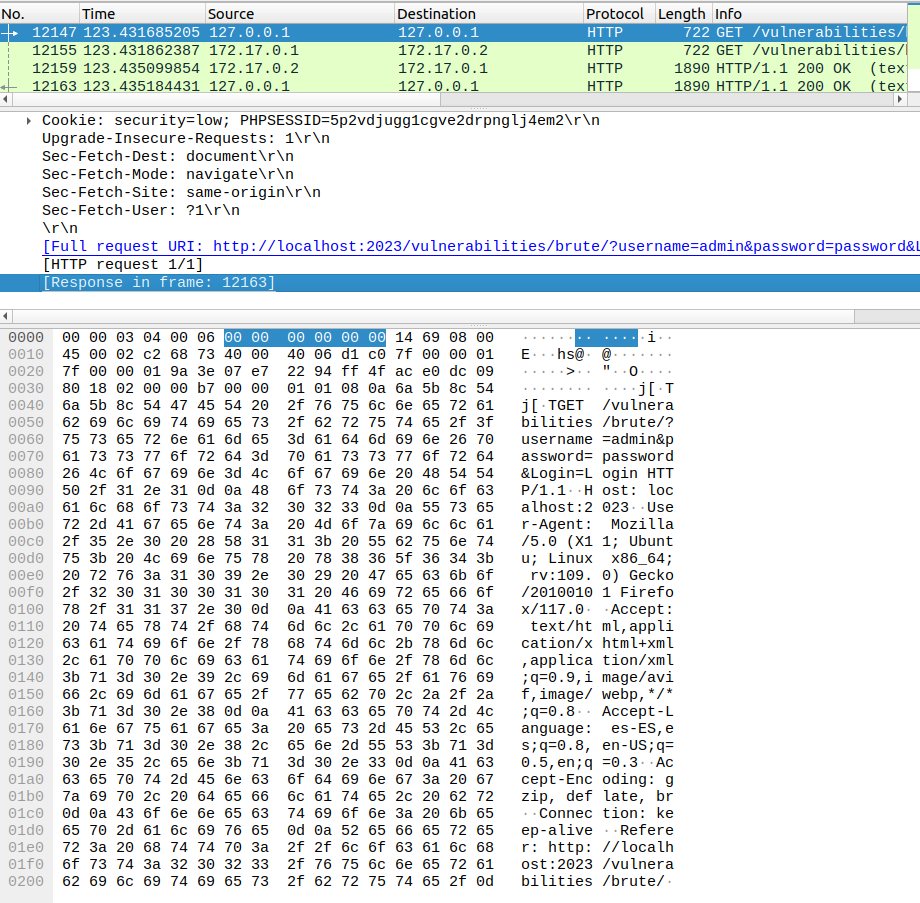 No. Time Source Destination Protocol Length Info
12147 123.431685205 127.0.0.1 127.0.0.1 HTTP 722 GET /vulnerabilities/
12155 123.431862387 172.17.0.1 172.17.0.2 HTTP 722 GET /vulnerabilities/
12159 123.435099854 172.17.0.2 172.17.0.1 HTTP 1890 HTTP/1.1 200 OK (tex
12163 123.435184431 127.0.0.1 127.0.0.1 HTTP 1890 HTTP/1.1 200 OK (tex
Cookie: security=low; PHPSESSID=5p2vdjugg1cgve2drpnglj4em2\r\n
Upgrade-Insecure-Requests: 1\r\n
Sec-Fetch-Dest: document\r\n
Sec-Fetch-Mode: navigate\r\n
Sec-Fetch-Site: same-origin\r\n
Sec-Fetch-User: ?1\r\n
\r\n
[Full request URI: http://localhost:2023/vulnerabilities/brute/?username=admin&password=password&L
[HTTP request 1/1]
[Response in frame: 12163]
0000 00 00 03 04 00 06 00 00 00 00 00 00 14 69 08 00 ········ ·····i··
0010 45 00 02 c2 68 73 40 00 40 06 d1 c0 7f 00 00 01 E···hs@· @·······
0020 7f 00 00 01 9a 3e 07 e7 22 94 ff 4f ac e0 dc 09 ·····>·· "··O····
0030 80 18 02 00 00 b7 00 00 01 01 08 0a 6a 5b 8c 54 ········ ····j[·T
0040 6a 5b 8c 54 47 45 54 20 2f 76 75 6c 6e 65 72 61 j[·TGET /vulnera
0050 62 69 6c 69 74 69 65 73 2f 62 72 75 74 65 2f 3f bilities /brute/?
0060 75 73 65 72 6e 61 6d 65 3d 61 64 6d 69 6e 26 70 username =admin&p
0070 61 73 73 77 6f 72 64 3d 70 61 73 73 77 6f 72 64 assword= password
0080 26 4c 6f 67 69 6e 3d 4c 6f 67 69 6e 20 48 54 54 &Login=L ogin HTT
0090 50 2f 31 2e 31 0d 0a 48 6f 73 74 3a 20 6c 6f 63 P/1.1··H ost: loc
00a0 61 6c 68 6f 73 74 3a 32 30 32 33 0d 0a 55 73 65 alhost:2 023··Use
00b0 72 2d 41 67 65 6e 74 3a 20 4d 6f 7a 69 6c 6c 61 r-Agent: Mozilla
00c0 2f 35 2e 30 20 28 58 31 31 3b 20 55 62 75 6e 74 /5.0 (X1 1; Ubunt
00d0 75 3b 20 4c 69 6e 75 78 20 78 38 36 5f 36 34 3b u; Linux x86_64;
00e0 20 72 76 3a 31 30 39 2e 30 29 20 47 65 63 6b 6f rv:109. 0) Gecko
00f0 2f 32 30 31 30 30 31 30 31 20 46 69 72 65 66 6f /2010010 1 Firefo
0100 78 2f 31 31 37 2e 30 0d 0a 41 63 63 65 70 74 3a x/117.0· ·Accept:
0110 20 74 65 78 74 2f 68 74 6d 6c 2c 61 70 70 6c 69 text/ht ml,appli
0120 63 61 74 69 6f 6e 2f 78 68 74 6d 6c 2b 78 6d 6c cation/x html+xml
0130 2c 61 70 70 6c 69 63 61 74 69 6f 6e 2f 78 6d 6c ,applica tion/xml
0140 3b 71 3d 30 2e 39 2c 69 6d 61 67 65 2f 61 76 69 ;q=0.9,i mage/avi
0150 66 2c 69 6d 61 67 65 2f 77 65 62 70 2c 2a 2f 2a f,image/ webp,*/*
0160 3b 71 3d 30 2e 38 0d 0a 41 63 63 65 70 74 2d 4c ;q=0.8·· Accept-L
0170 61 6e 67 75 61 67 65 3a 20 65 73 2d 45 53 2c 65 anguage: es-ES,e
0180 73 3b 71 3d 30 2e 38 2c 65 6e 2d 55 53 3b 71 3d s;q=0.8, en-US;q=
0190 30 2e 35 2c 65 6e 3b 71 3d 30 2e 33 0d 0a 41 63 0.5,en;q =0.3··Ac
01a0 63 65 70 74 2d 45 6e 63 6f 64 69 6e 67 3a 20 67 cept-Enc oding: g
01b0 7a 69 70 2c 20 64 65 66 6c 61 74 65 2c 20 62 72 zip, def late, br
01c0 0d 0a 43 6f 6e 6e 65 63 74 69 6f 6e 3a 20 6b 65 ··Connec tion: ke
01d0 65 70 2d 61 6c 69 76 65 0d 0a 52 65 66 65 72 65 ep-alive ··Refere
01e0 72 3a 20 68 74 74 70 3a 2f 2f 6c 6f 63 61 6c 68 r: http: //localh
01f0 6f 73 74 3a 32 30 32 33 2f 76 75 6c 6e 65 72 61 ost:2023 /vulnera
0200 62 69 6c 69 74 69 65 73 2f 62 72 75 74 65 2f 0d bilities /brute/·